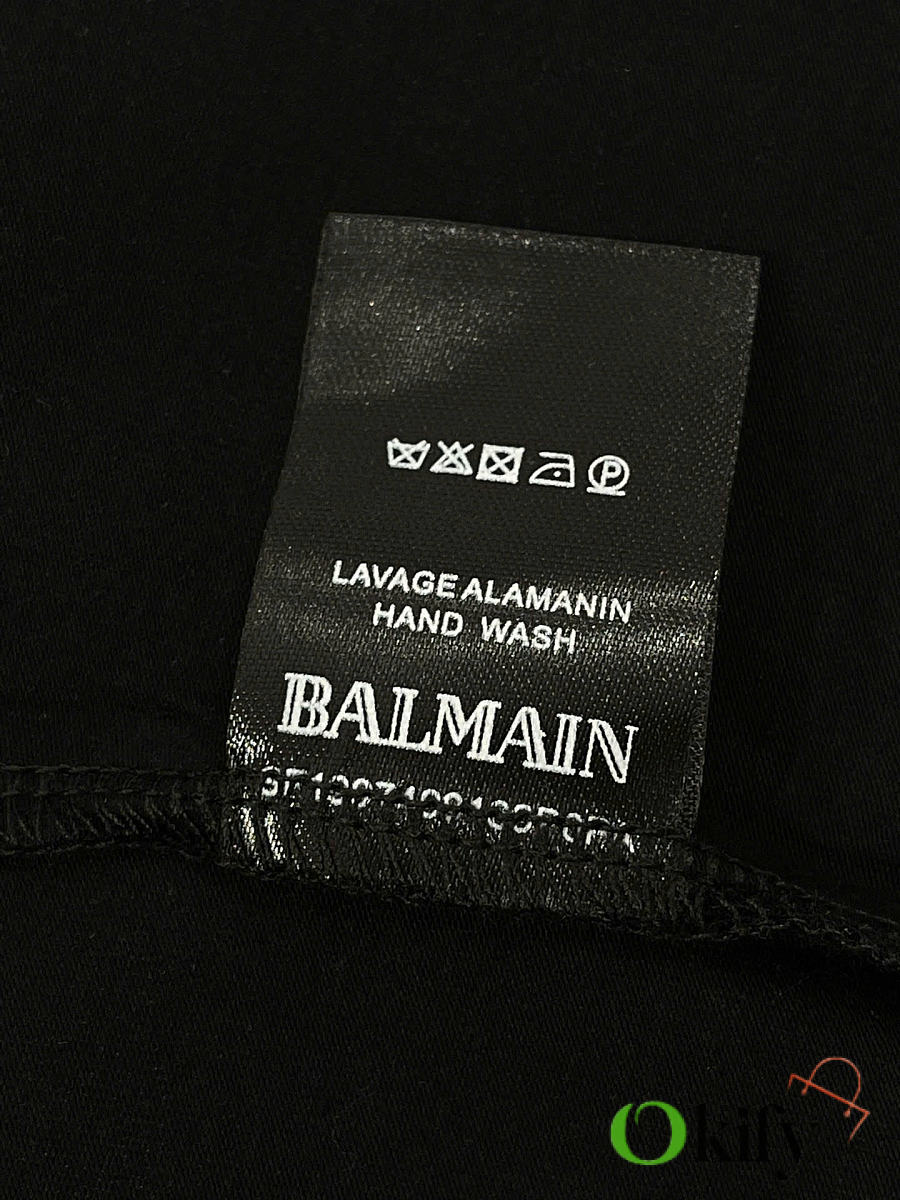 P
LAVAGE ALAMANIN
HAND WASH
BALMAIN
Okify